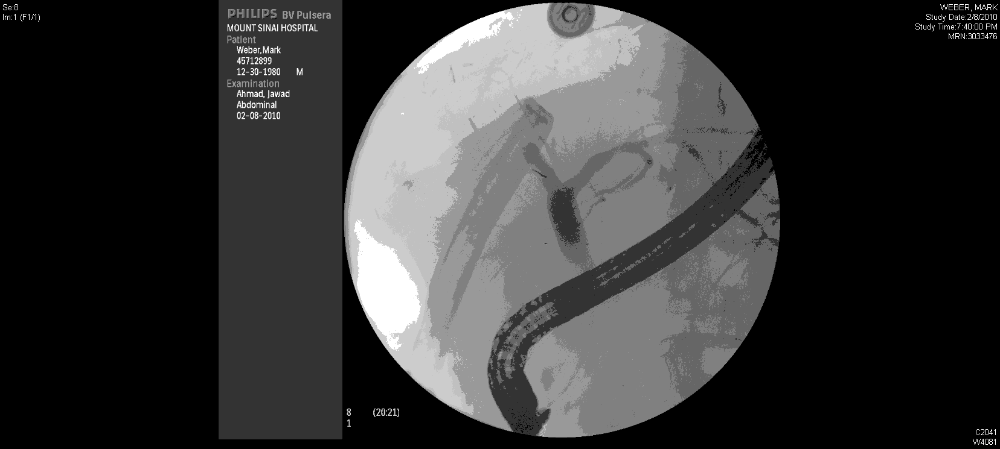 Se:8
Im:1 (F1/1)
PHILIPS BV Pulsera
MOUNT SINAI HOSPITAL
Patient
Weber,Mark
45712899
12-30-1980 M
Examination
Ahmad, Jawad
Abdominal
02-08-2010
8 (20:21)
1
WEBER, MARK
Study Date:2/8/2010
Study Time:7:40:00 PM
MRN:3033476
C2041
W4081